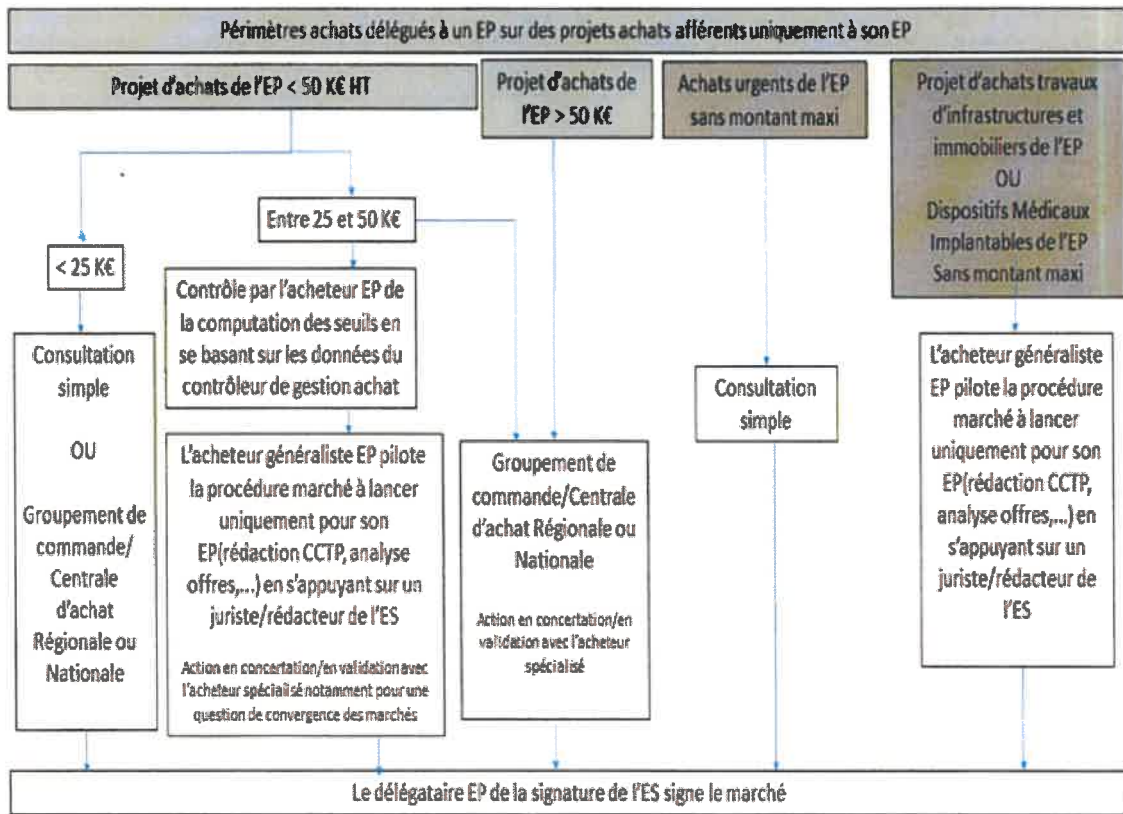 Périmètres achats délégués à un EP sur des projets achats afférents uniquement à son EP
Projet d'achats de l'EP < 50 K€ HT
Projet d'achats de
l'EP > 50 K€
Achats urgents de l'EP
sans montant maxi
Projet d'achats travaux
d'infrastructures et
immobiliers de l'EP
OU
Dispositifs Médicaux
Implantables de l'EP
Sans montant maxi
Entre 25 et 50 K€
< 25 K€
Contrôle par l'acheteur EP de
la computation des seuils en
se basant sur les données du
contrôleur de gestion achat
Consultation
simple
OU
Groupement de
commande/
Centrale
d'achat
Régionale ou
Nationale
L'acheteur généraliste EP pilote
la procédure marché à lancer
uniquement pour son
EP(rédaction CCTP, analyse
offres,...) en s'appuyant sur un
juriste/rédacteur de l'ES
Action en concertation/en validation avec
l'acheteur spécialisé notamment pour une
question de convergence des marchés
Groupement de
commande/Centrale
d'achat Régionale ou
Nationale
Action en concertation/en
validation avec l'acheteur
spécialisé
Consultation
simple
L'acheteur généraliste
EP pilote la procédure
marché à lancer
uniquement pour son
EP(rédaction CCTP,
analyse offres,...) en
s'appuyant sur un
juriste/rédacteur de
l'ES
Le délégataire EP de la signature de l'ES signe le marché